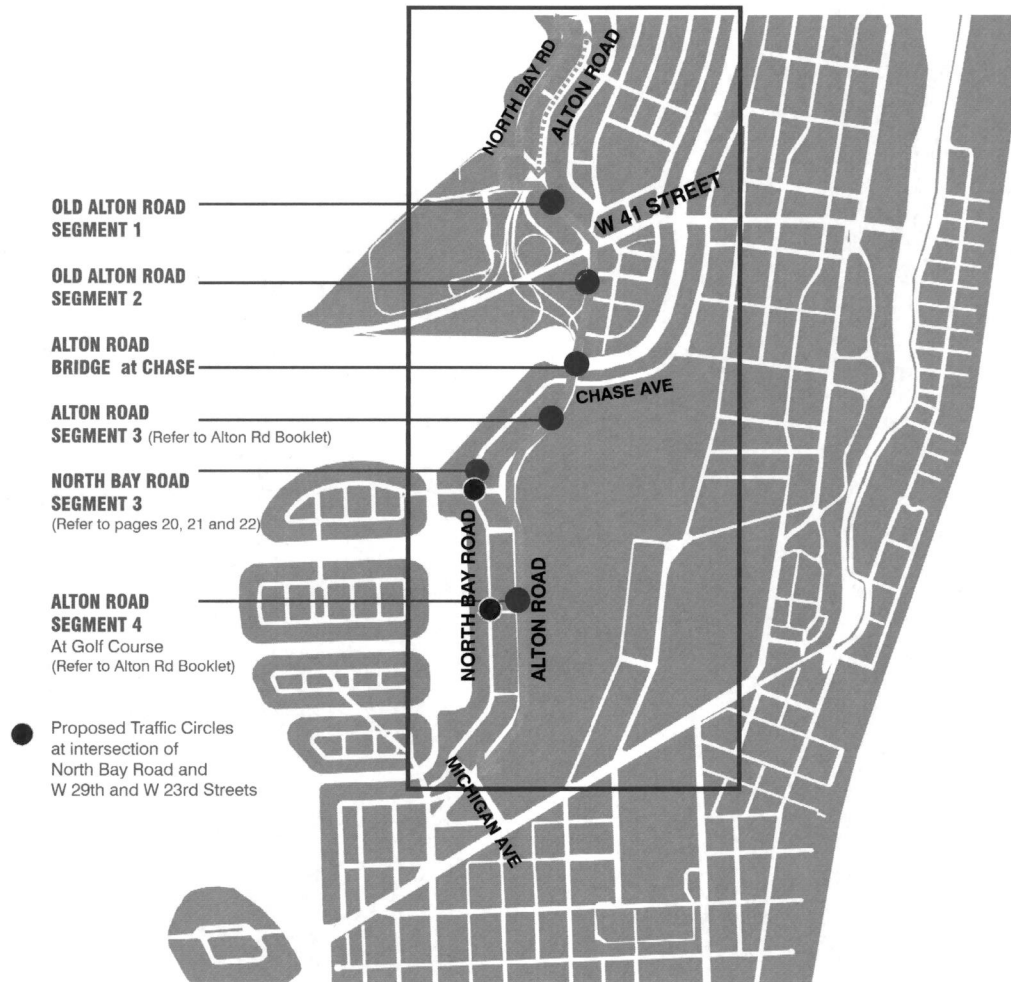 NORTH BAY RD
ALTON ROAD
W 41 STREET
OLD ALTON ROAD
SEGMENT 1
OLD ALTON ROAD
SEGMENT 2
ALTON ROAD
BRIDGE at CHASE
CHASE AVE
ALTON ROAD
SEGMENT 3 (Refer to Alton Rd Booklet)
NORTH BAY ROAD
SEGMENT 3
(Refer to pages 20, 21 and 22)
NORTH BAY ROAD
ALTON ROAD
ALTON ROAD
SEGMENT 4
At Golf Course
(Refer to Alton Rd Booklet)
Proposed Traffic Circles
at intersection of
North Bay Road and
W 29th and W 23rd Streets
MICHIGAN AVE